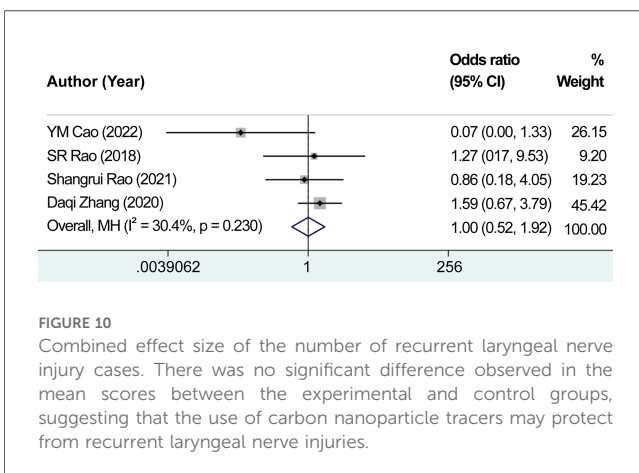 Author (Year) Odds ratio (95% CI) % Weight
YM Cao (2022) 0.07 (0.00, 1.33) 26.15
SR Rao (2018) 1.27 (017, 9.53) 9.20
Shangrui Rao (2021) 0.86 (0.18, 4.05) 19.23
Daqi Zhang (2020) 1.59 (0.67, 3.79) 45.42
Overall, MH (I² = 30.4%, p = 0.230) 1.00 (0.52, 1.92) 100.00
.0039062 1 256
FIGURE 10
Combined effect size of the number of recurrent laryngeal nerve
injury cases. There was no significant difference observed in the
mean scores between the experimental and control groups,
suggesting that the use of carbon nanoparticle tracers may protect
from recurrent laryngeal nerve injuries.